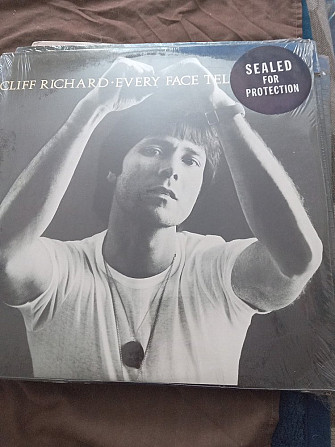 CLIFF RICHARD·EVERY FACE TEL
SEALED
FOR
PROTECTION